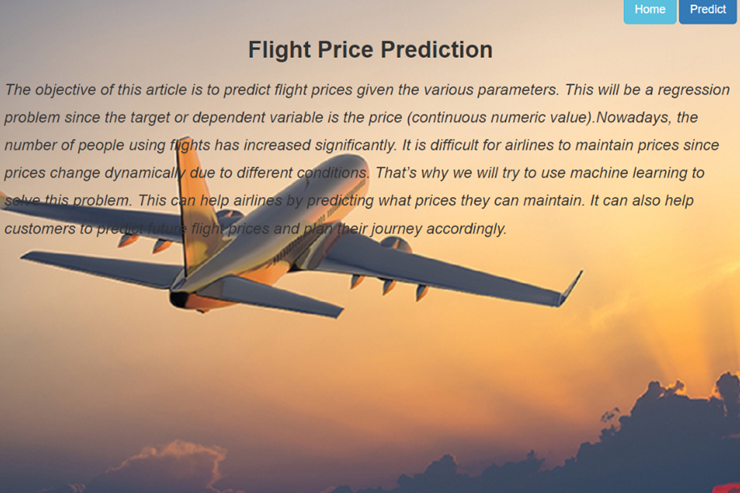 Home Predict
Flight Price Prediction
The objective of this article is to predict flight prices given the various parameters. This will be a regression
problem since the target or dependent variable is the price (continuous numeric value).Nowadays, the
number of people using flights has increased significantly. It is difficult for airlines to maintain prices since
prices change dynamically due to different conditions. That's why we will try to use machine learning to
solve this problem. This can help airlines by predicting what prices they can maintain. It can also help
customers to predict future flight prices and plan their journey accordingly.